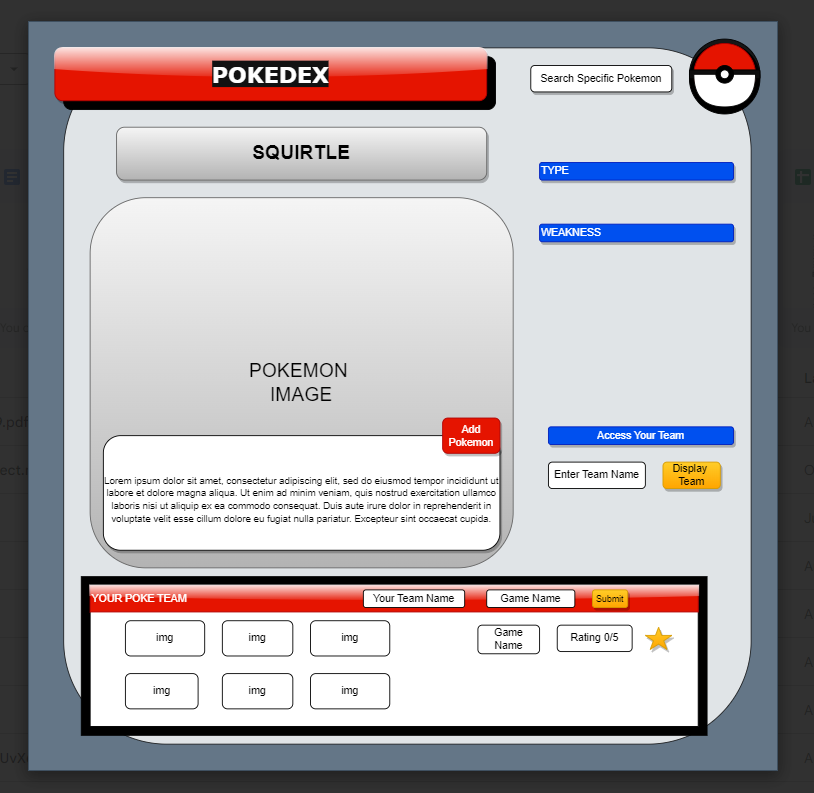 POKEDEX
Search Specific Pokemon
SQUIRTLE
TYPE
WEAKNESS
POKEMON
IMAGE
Add
Pokemon
Lorem ipsum dolor sit amet, consectetur adipiscing elit, sed do eiusmod tempor incididunt ut
labore et dolore magna aliqua. Ut enim ad minim veniam, quis nostrud exercitation ullamco
laboris nisi ut aliquip ex ea commodo consequat. Duis aute irure dolor in reprehenderit in
voluptate velit esse cillum dolore eu fugiat nulla pariatur. Excepteur sint occaecat cupida.
Access Your Team
Enter Team Name
Display
Team
YOUR POKE TEAM
Your Team Name
Game Name
Submit
img
img
img
Game
Name
Rating 0/5
img
img
img